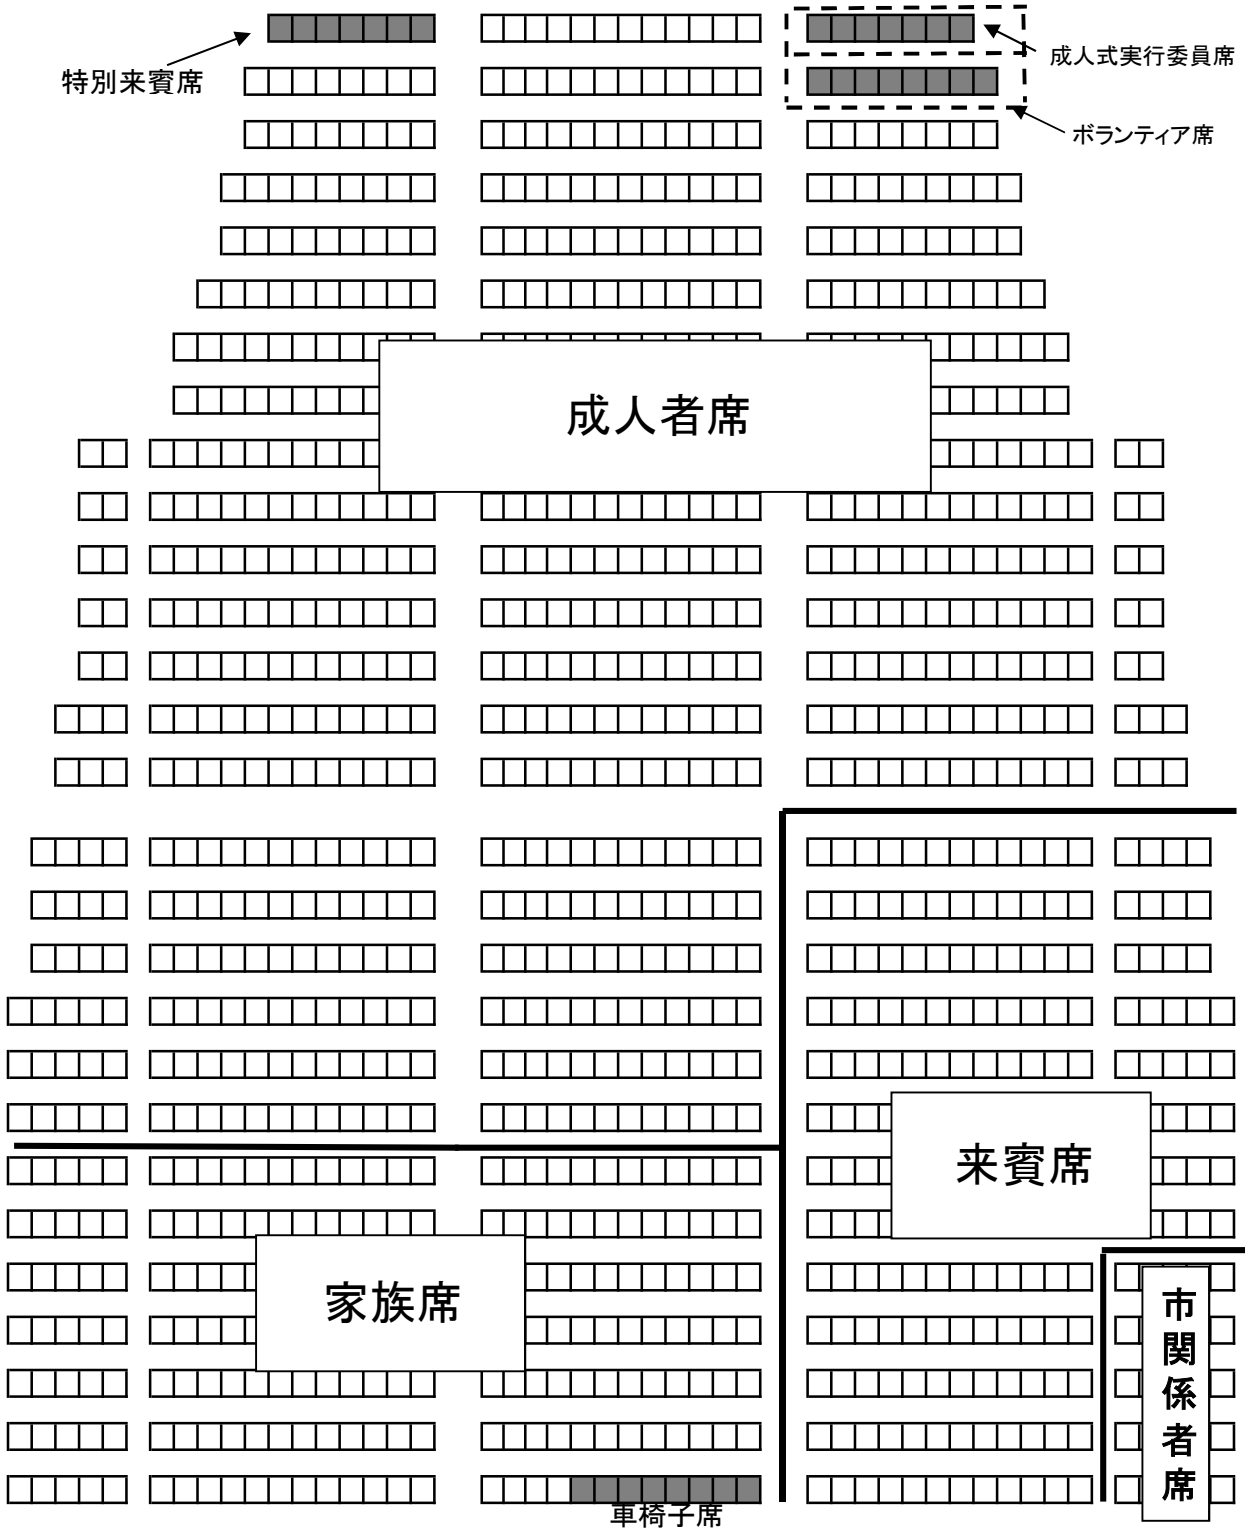 成人式実行委員席
特別来賓席
ボランティア席
成人者席
来賓席
家族席
市関係者席
車椅子席